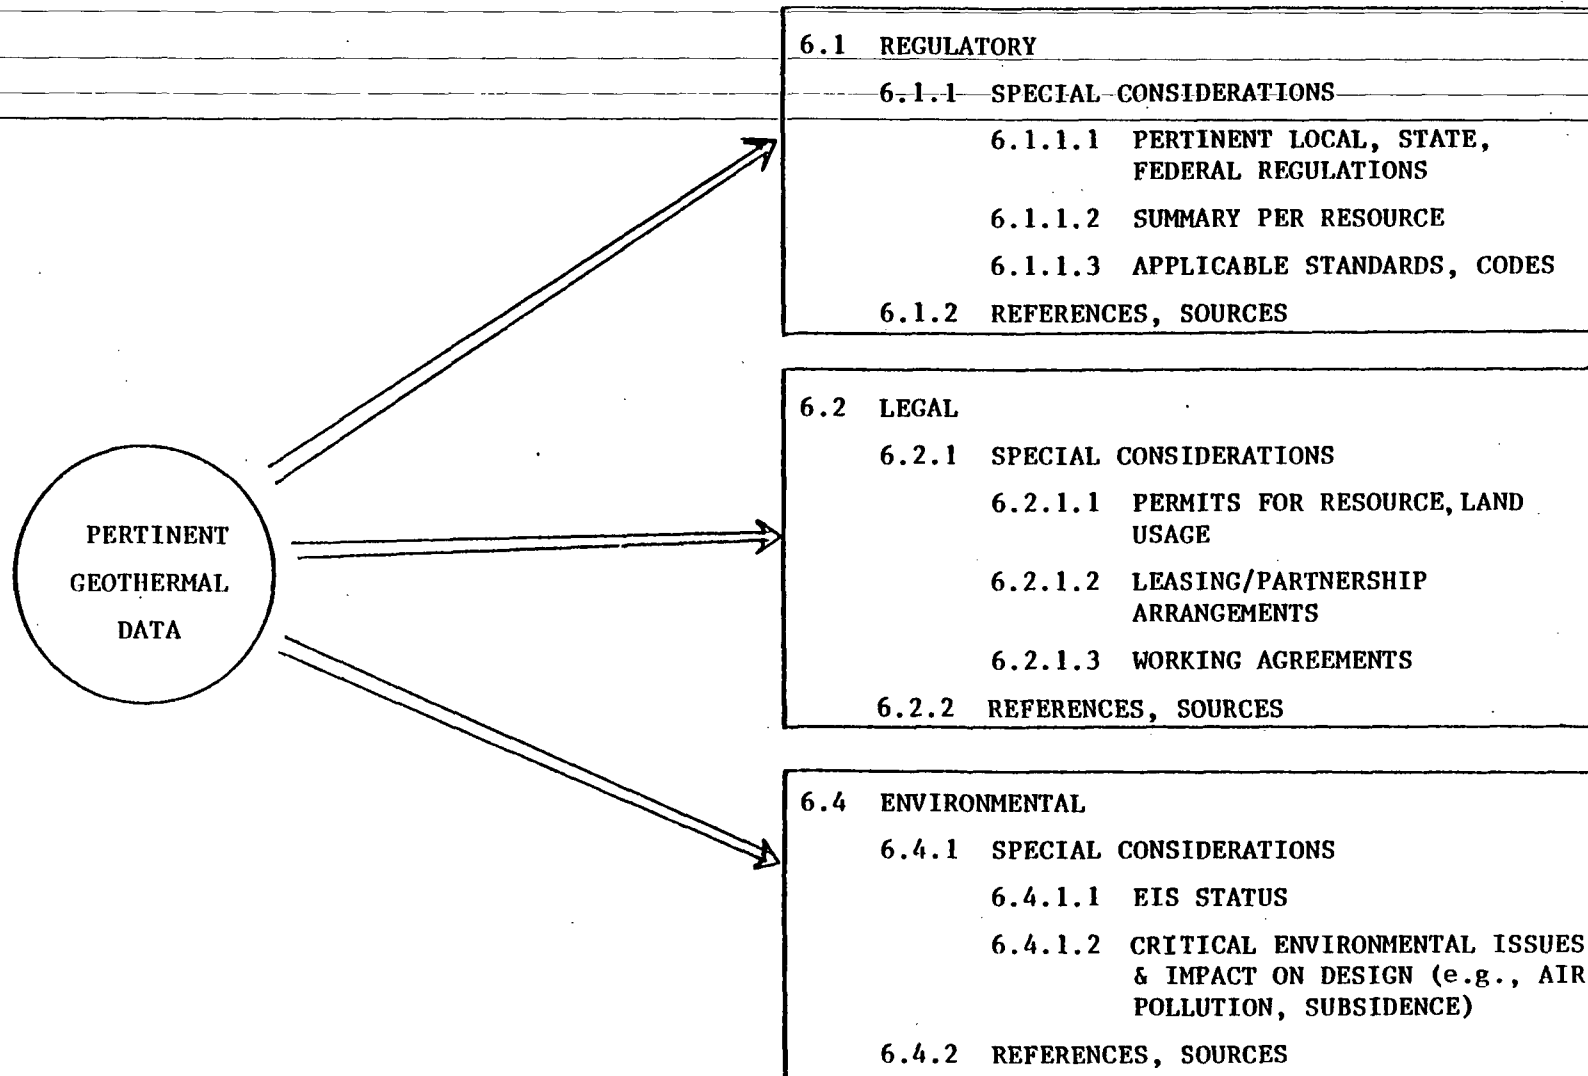 6.1 REGULATORY
6.1.1 SPECIAL CONSIDERATIONS
6.1.1.1 PERTINENT LOCAL, STATE,
FEDERAL REGULATIONS
6.1.1.2 SUMMARY PER RESOURCE
6.1.1.3 APPLICABLE STANDARDS, CODES
6.1.2 REFERENCES, SOURCES
PERTINENT
GEOTHERMAL
DATA
6.2 LEGAL
6.2.1 SPECIAL CONSIDERATIONS
6.2.1.1 PERMITS FOR RESOURCE, LAND
USAGE
6.2.1.2 LEASING/PARTNERSHIP
ARRANGEMENTS
6.2.1.3 WORKING AGREEMENTS
6.2.2 REFERENCES, SOURCES
6.4 ENVIRONMENTAL
6.4.1 SPECIAL CONSIDERATIONS
6.4.1.1 EIS STATUS
6.4.1.2 CRITICAL ENVIRONMENTAL ISSUES
& IMPACT ON DESIGN (e.g., AIR
POLLUTION, SUBSIDENCE)
6.4.2 REFERENCES, SOURCES